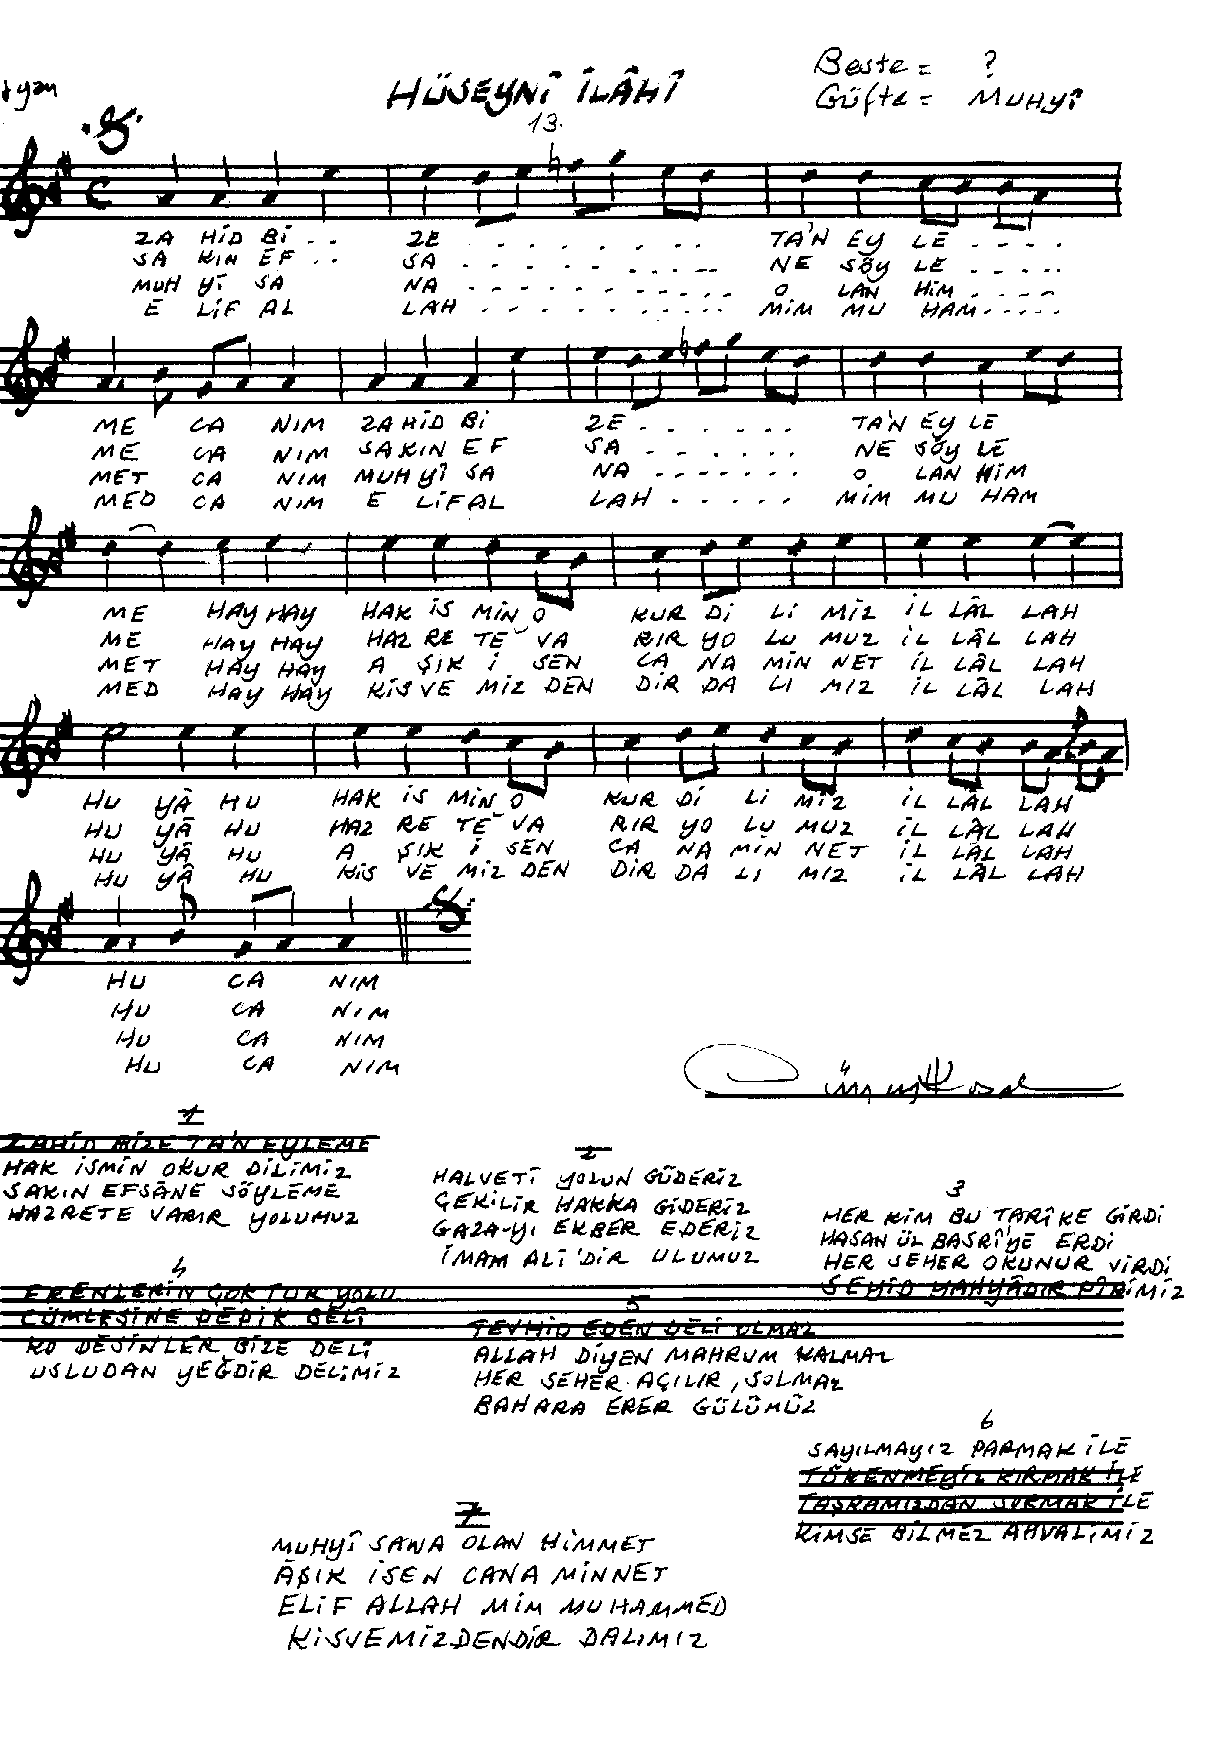 HÜSEYNÎ İLÂHÎ
13.
Beste = ?
Güfte = MUHYÎ
ZA HİD Bİ .. ZE ........ TA'N EY LE ....
SA KIN EF .. SA ........ NE SÖY LE .....
MUH YÎ SA NA ........... O LAN HİM .....
E LİF AL LAH ........... MİM MU HAM.....
ME CA NIM ZA HİD Bİ ZE ....... TA'N EY LE
ME CA NIM SA KIN EF SA ....... NE SÖY LE
MET CA NIM MUH YÎ SA NA ....... O LAN HİM
MED CA NIM E LİF AL LAH ..... MİM MU HAM
ME HAY HAY HAK İS MİN O KUR Dİ Lİ MİZ İL LÂL LAH
ME HAY HAY HAZ RE TE VA RIR YO LU MUZ İL LÂL LAH
MET HAY HAY A ŞIK İ SEN CA NA MİN NET İL LÂL LAH
MED HAY HAY KİS VE MİZ DEN DİR DA LI MIZ İL LÂL LAH
HU YÂ HU HAK İS MİN O KUR Dİ Lİ MİZ İL LÂL LAH
HU YÂ HU HAZ RE TE VA RIR YO LU MUZ İL LÂL LAH
HU YÂ HU A ŞIK İ SEN CA NA MİN NET İL LÂL LAH
HU YÂ HU KİS VE MİZ DEN DİR DA LI MIZ İL LÂL LAH
HU CA NIM
HU CA NIM
HU CA NIM
HU CA NIM
1
ZAHİD BİZE TA'N EYLEME
HAK İSMİN OKUR DİLİMİZ
SAKIN EFSÂNE SÖYLEME
HAZRETE VARIR YOLUMUZ
2
HALVETÎ YOLUN GÜDERİZ
ÇEKİLİR HAKKA GİDERİZ
GAZA-YI EKBER EDERİZ
İMAM ALİ'DİR ULUMUZ
3
HER KİM BU TARÎKE GİRDİ
HASAN ÜL BASRÎ'YE ERDİ
HER SEHER OKUNUR VİRDİ
SEHİD MAHYÂDIR PİRİMİZ
4
ERENLERİN ÇOKTUR YOLU
CÜMLESİNE DEDİK BELİ
KO DESİNLER BİZE DELİ
USLUDAN YEĞDİR DELİMİZ
5
TEVHİD EDEN DELİ OLMAZ
ALLAH DİYEN MAHRUM KALMAZ
HER SEHER AÇILIR, SOLMAZ
BAHARA ERER GÜLÜMÜZ
6
SAYILMAYIZ PARMAK İLE
TÜKENMEYİZ KIRMAK İLE
TAŞRAMIZDAN SORMAK İLE
KİMSE BİLMEZ AHVALİMİZ
7
MUHYÎ SANA OLAN HİMMET
ÂŞIK İSEN CANA MİNNET
ELİF ALLAH MİM MUHAMMED
KİSVEMİZDENDİR DALIMIZ